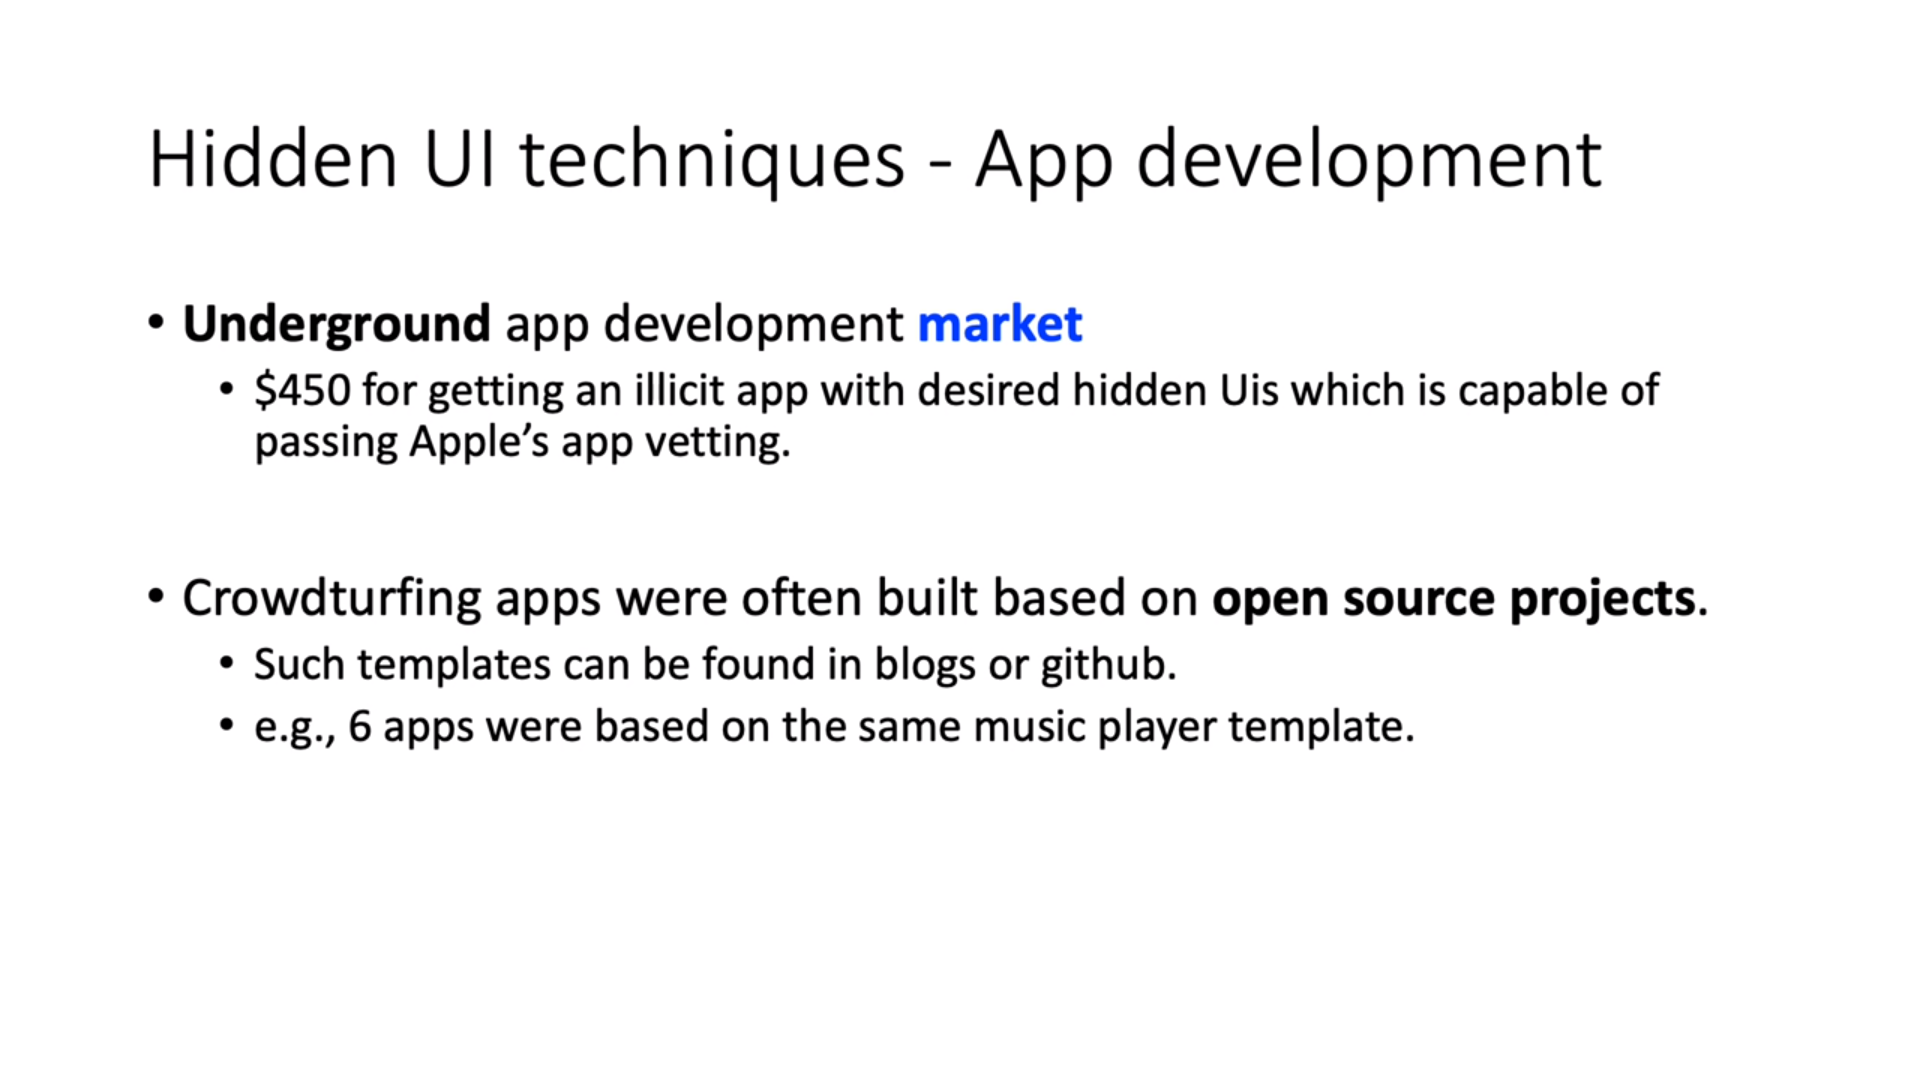 Hidden UI techniques - App development
• Underground app development market
• $450 for getting an illicit app with desired hidden Uis which is capable of
passing Apple’s app vetting.
• Crowdturfing apps were often built based on open source projects.
• Such templates can be found in blogs or github.
• e.g., 6 apps were based on the same music player template.